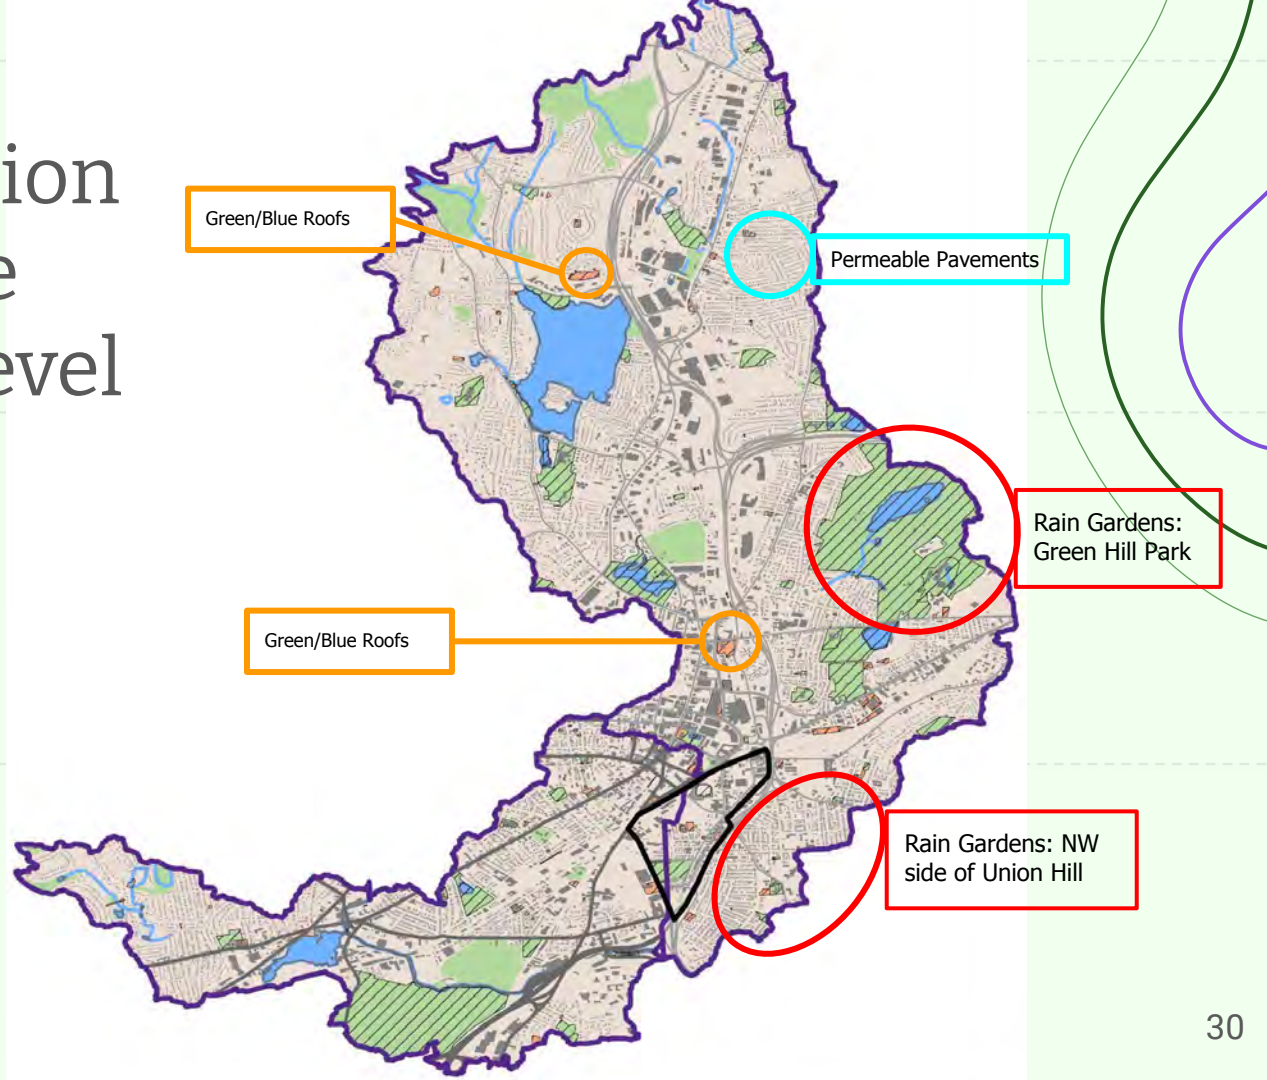 ion
e
evel
Green/Blue Roofs
Permeable Pavements
Rain Gardens:
Green Hill Park
Green/Blue Roofs
Rain Gardens: NW
side of Union Hill
30